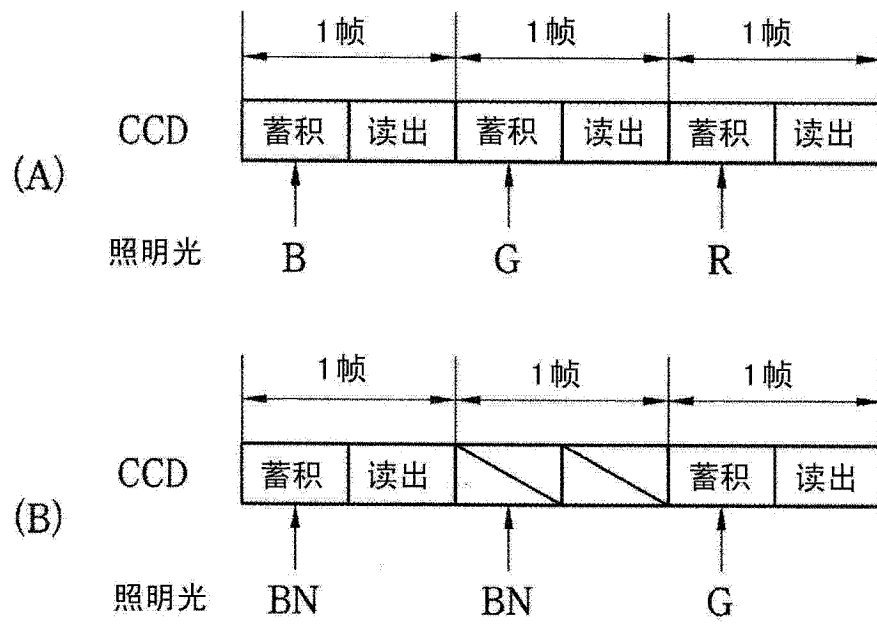 1帧 1帧 1帧
CCD 蓄积 读出 蓄积 读出 蓄积 读出
(A)
照明光 B G R
1帧 1帧 1帧
CCD 蓄积 读出 蓄积 读出
(B)
照明光 BN BN G